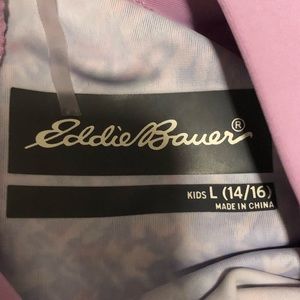 Eddie Bauer®
KIDS L (14/16)
MADE IN CHINA